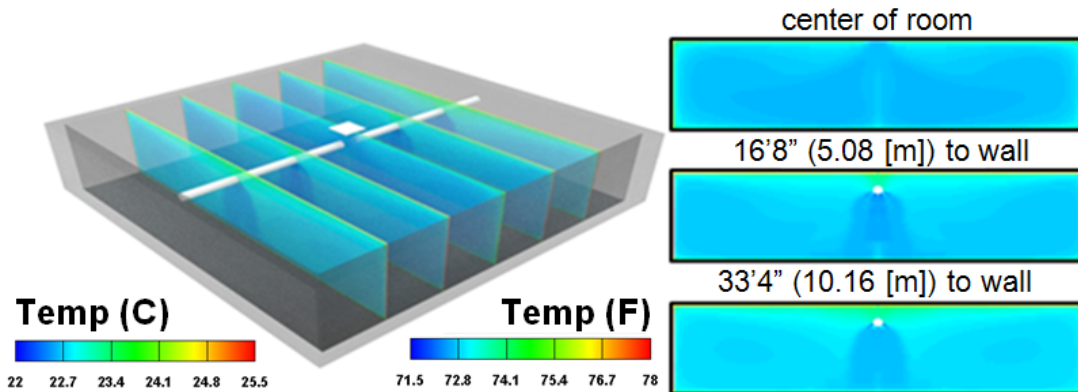 center of room
16'8” (5.08 [m]) to wall
33'4” (10.16 [m]) to wall
Temp (C)
22 22.7 23.4 24.1 24.8 25.5
Temp (F)
71.5 72.8 74.1 75.4 76.7 78